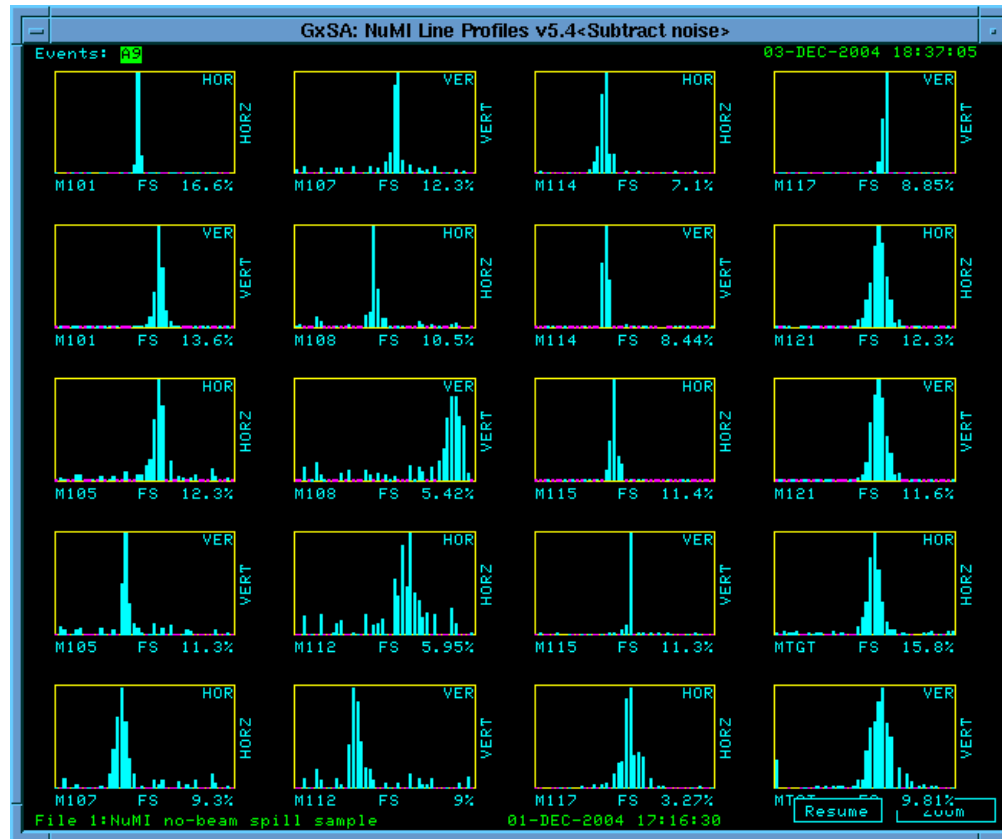 GxSA: NuMI Line Profiles v5.4<Subtract noise>
Events: A9 03-DEC-2004 18:37:05
HOR VER HOR VER
HORZ VERT HORZ VERT
M101 FS 16.6% M107 FS 12.3% M114 FS 7.1% M117 FS 8.85%
VER HOR VER HOR
VERT HORZ VERT HORZ
M101 FS 13.6% M108 FS 10.5% M114 FS 8.44% M121 FS 12.3%
HOR VER HOR VER
HORZ VERT HORZ VERT
M105 FS 12.3% M108 FS 5.42% M115 FS 11.4% M121 FS 11.6%
VER HOR VER HOR
VERT HORZ VERT HORZ
M105 FS 11.3% M112 FS 5.95% M115 FS 11.3% MTGT FS 15.8%
HOR VER HOR VER
HORZ VERT HORZ VERT
M107 FS 9.3% M112 FS 9% M117 FS 3.27% MTGT FS 9.81%
Resume Zoom
File 1:NuMI no-beam spill sample 01-DEC-2004 17:16:30